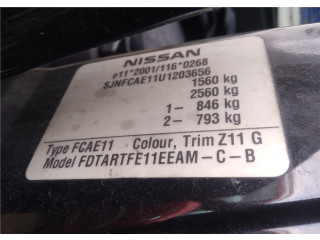 NISSAN
e11*2001/116*0268
SJNFCAE11U1203656
1560 kg
2560 kg
1- 846 kg
2- 793 kg
Type FCAE11 Colour, Trim Z11 G
Model FDTARTFE11EEAM-C-B